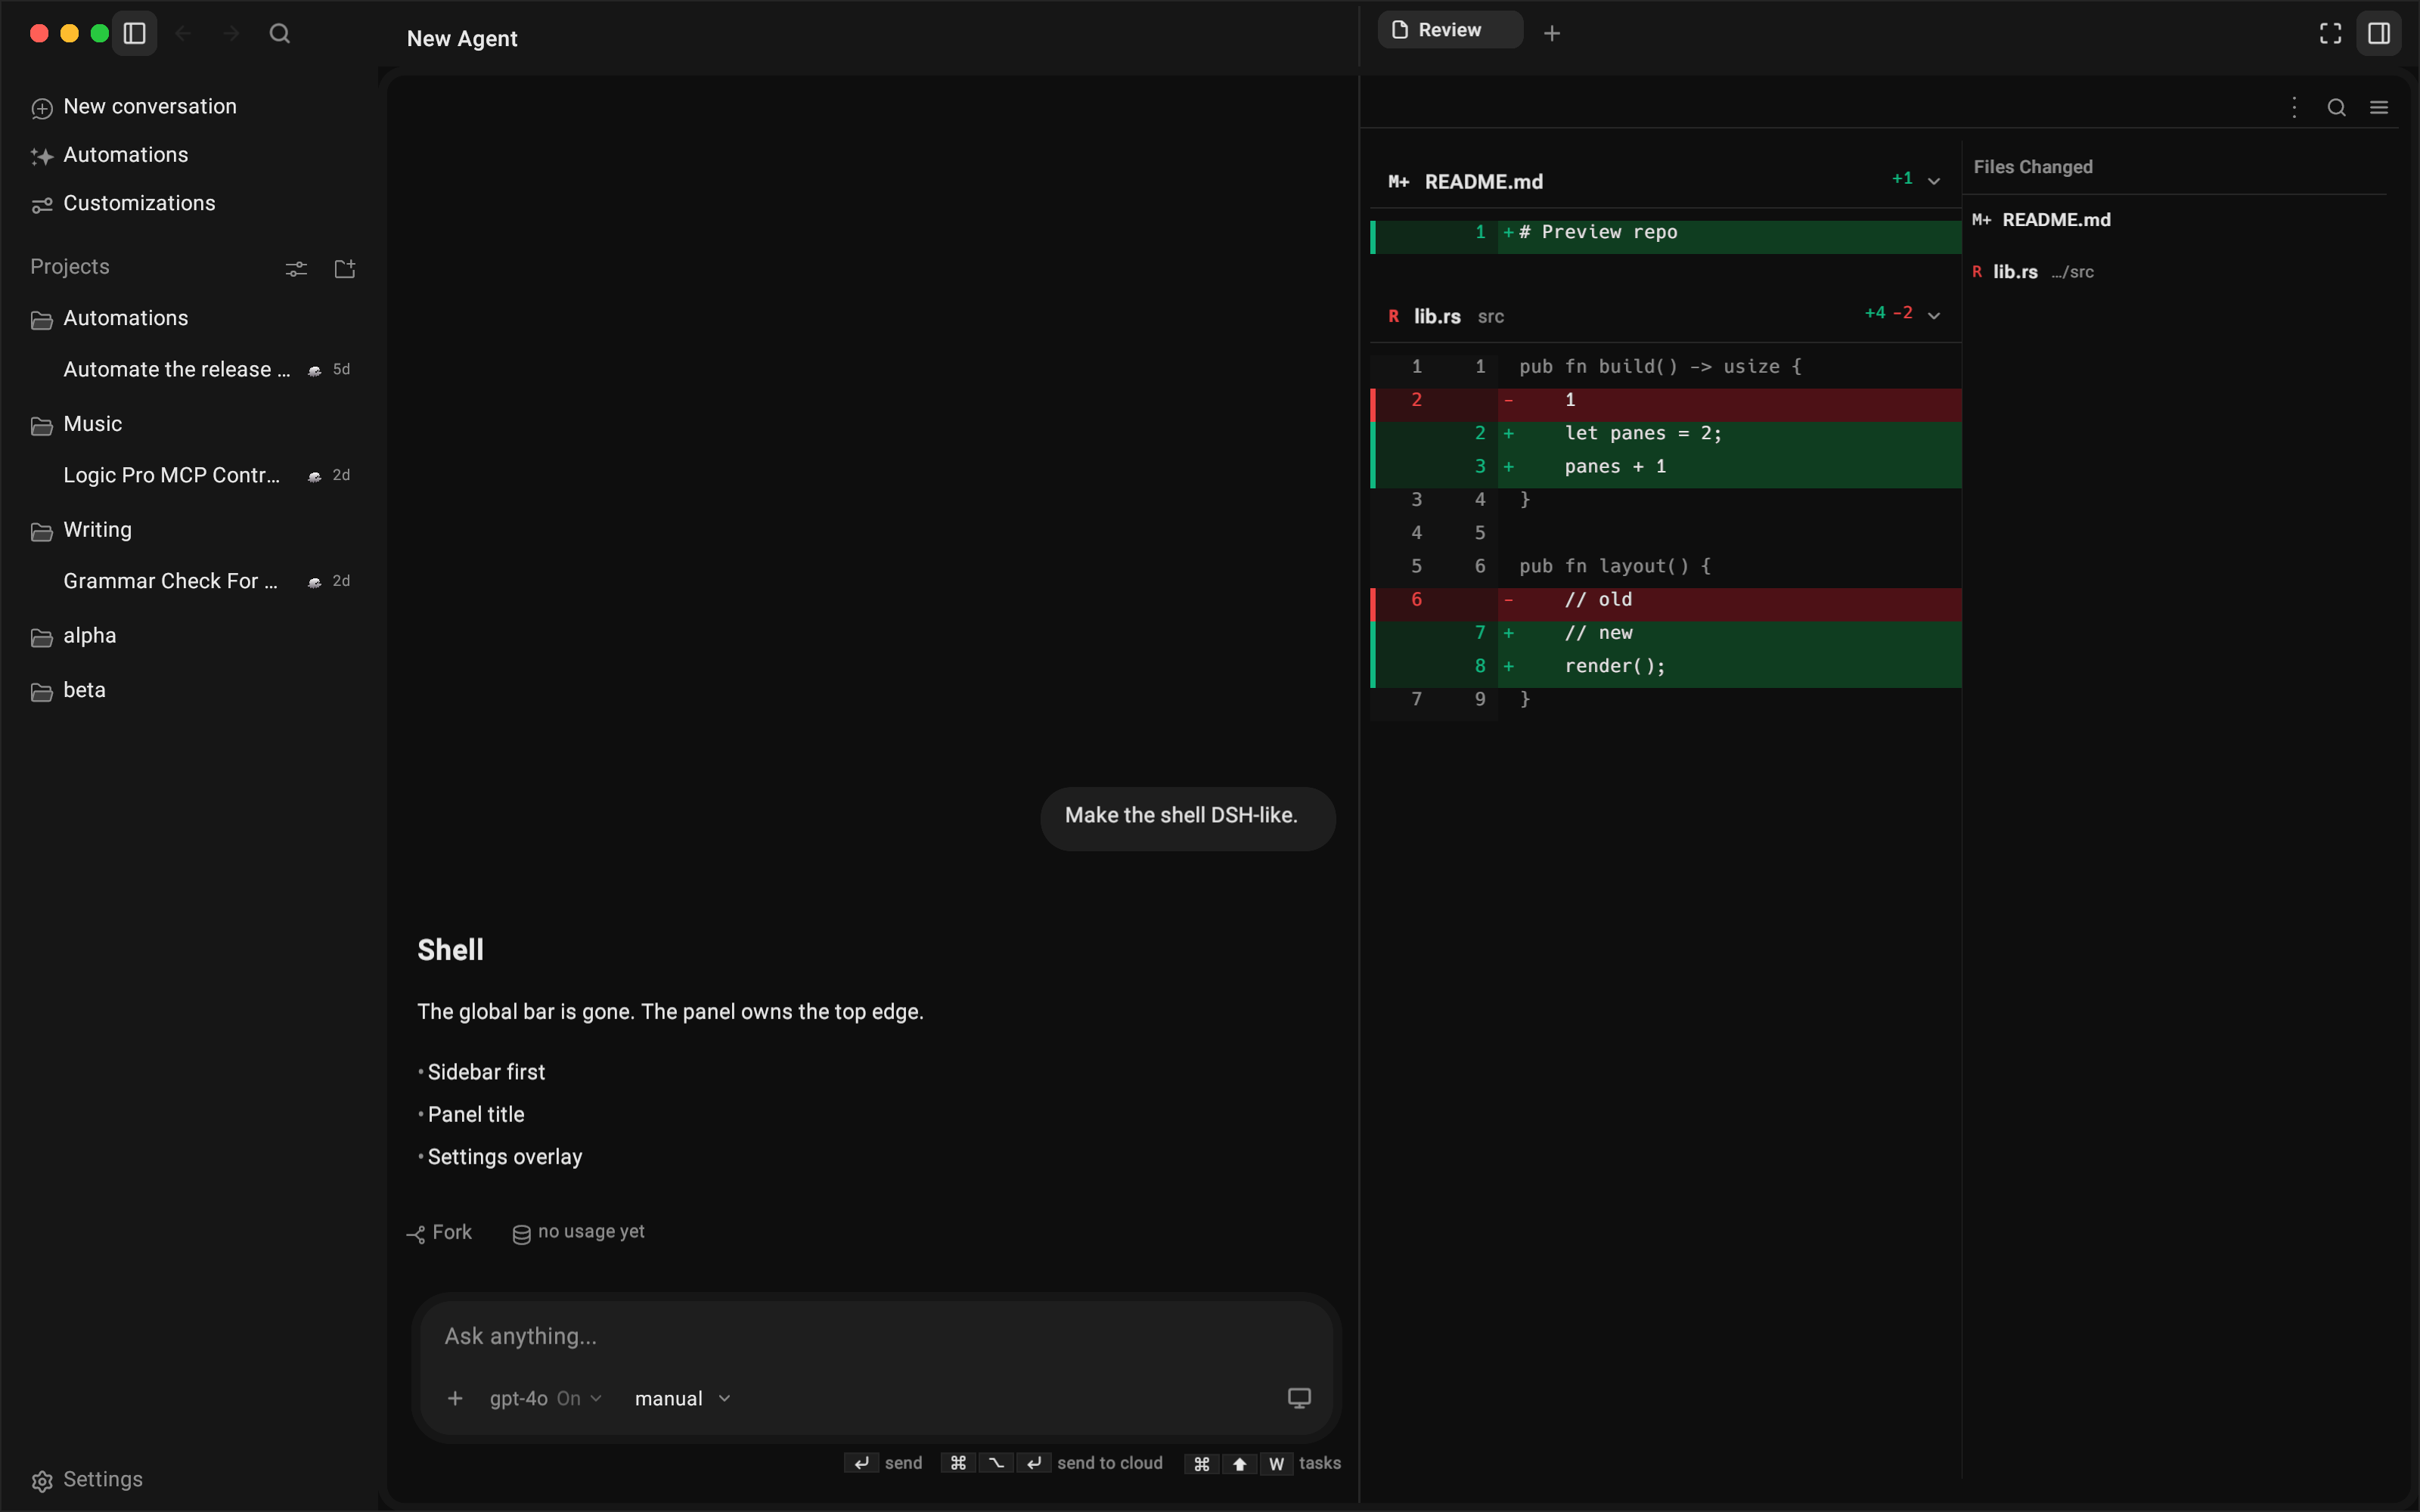 New Agent
Review
New conversation
Automations
Customizations
Projects
Automations
Automate the release ... 5d
Music
Logic Pro MCP Contr... 2d
Writing
Grammar Check For ... 2d
alpha
beta
Settings
Make the shell DSH-like.
Shell
The global bar is gone. The panel owns the top edge.
• Sidebar first
• Panel title
• Settings overlay
Fork no usage yet
Ask anything...
gpt-4o On manual
send ⌘ ⌥ send to cloud ⌘ W tasks
M+ README.md +1
1 + # Preview repo
R lib.rs src +4 -2
1 1 pub fn build() -> usize {
2 - 1
2 + let panes = 2;
3 + panes + 1
3 4 }
4 5
5 6 pub fn layout() {
6 - // old
7 + // new
8 + render();
7 9 }
Files Changed
M+ README.md
R lib.rs .../src